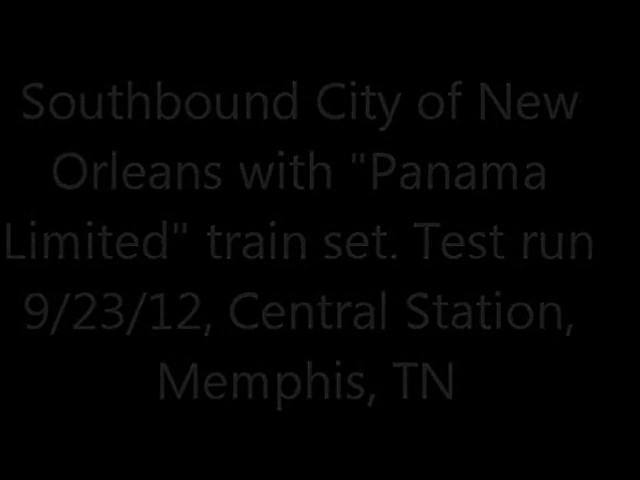 Southbound City of New
Orleans with "Panama
Limited" train set. Test run
9/23/12, Central Station,
Memphis, TN